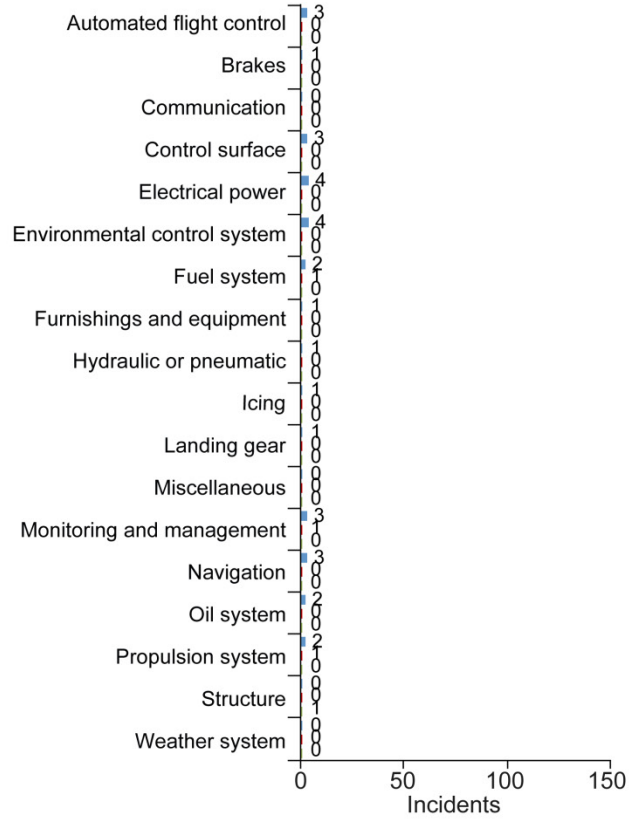 3
Automated flight control 0
0
1
Brakes 0
0
0
Communication 0
0
3
Control surface 0
0
4
Electrical power 0
0
4
Environmental control system 0
0
2
Fuel system 1
0
1
Furnishings and equipment 0
0
1
Hydraulic or pneumatic 0
0
1
Icing 0
0
1
Landing gear 0
0
0
Miscellaneous 0
0
3
Monitoring and management 1
0
3
Navigation 0
0
2
Oil system 0
0
2
Propulsion system 1
0
0
Structure 0
1
0
Weather system 0
0
0 50 100 150
Incidents